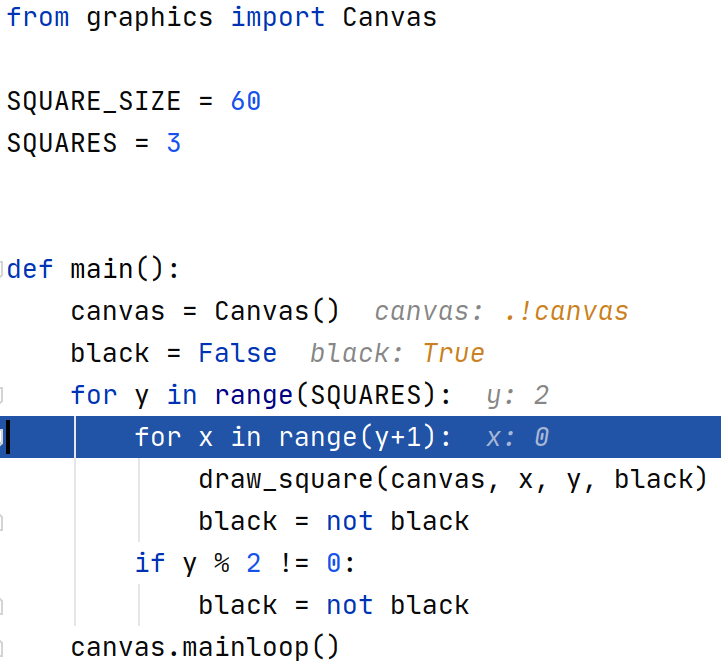 from graphics import Canvas
SQUARE_SIZE = 60
SQUARES = 3
def main():
    canvas = Canvas()  canvas: .!canvas
    black = False  black: True
    for y in range(SQUARES):  y: 2
        for x in range(y+1):  x: 0
            draw_square(canvas, x, y, black)
            black = not black
        if y % 2 != 0:
            black = not black
    canvas.mainloop()